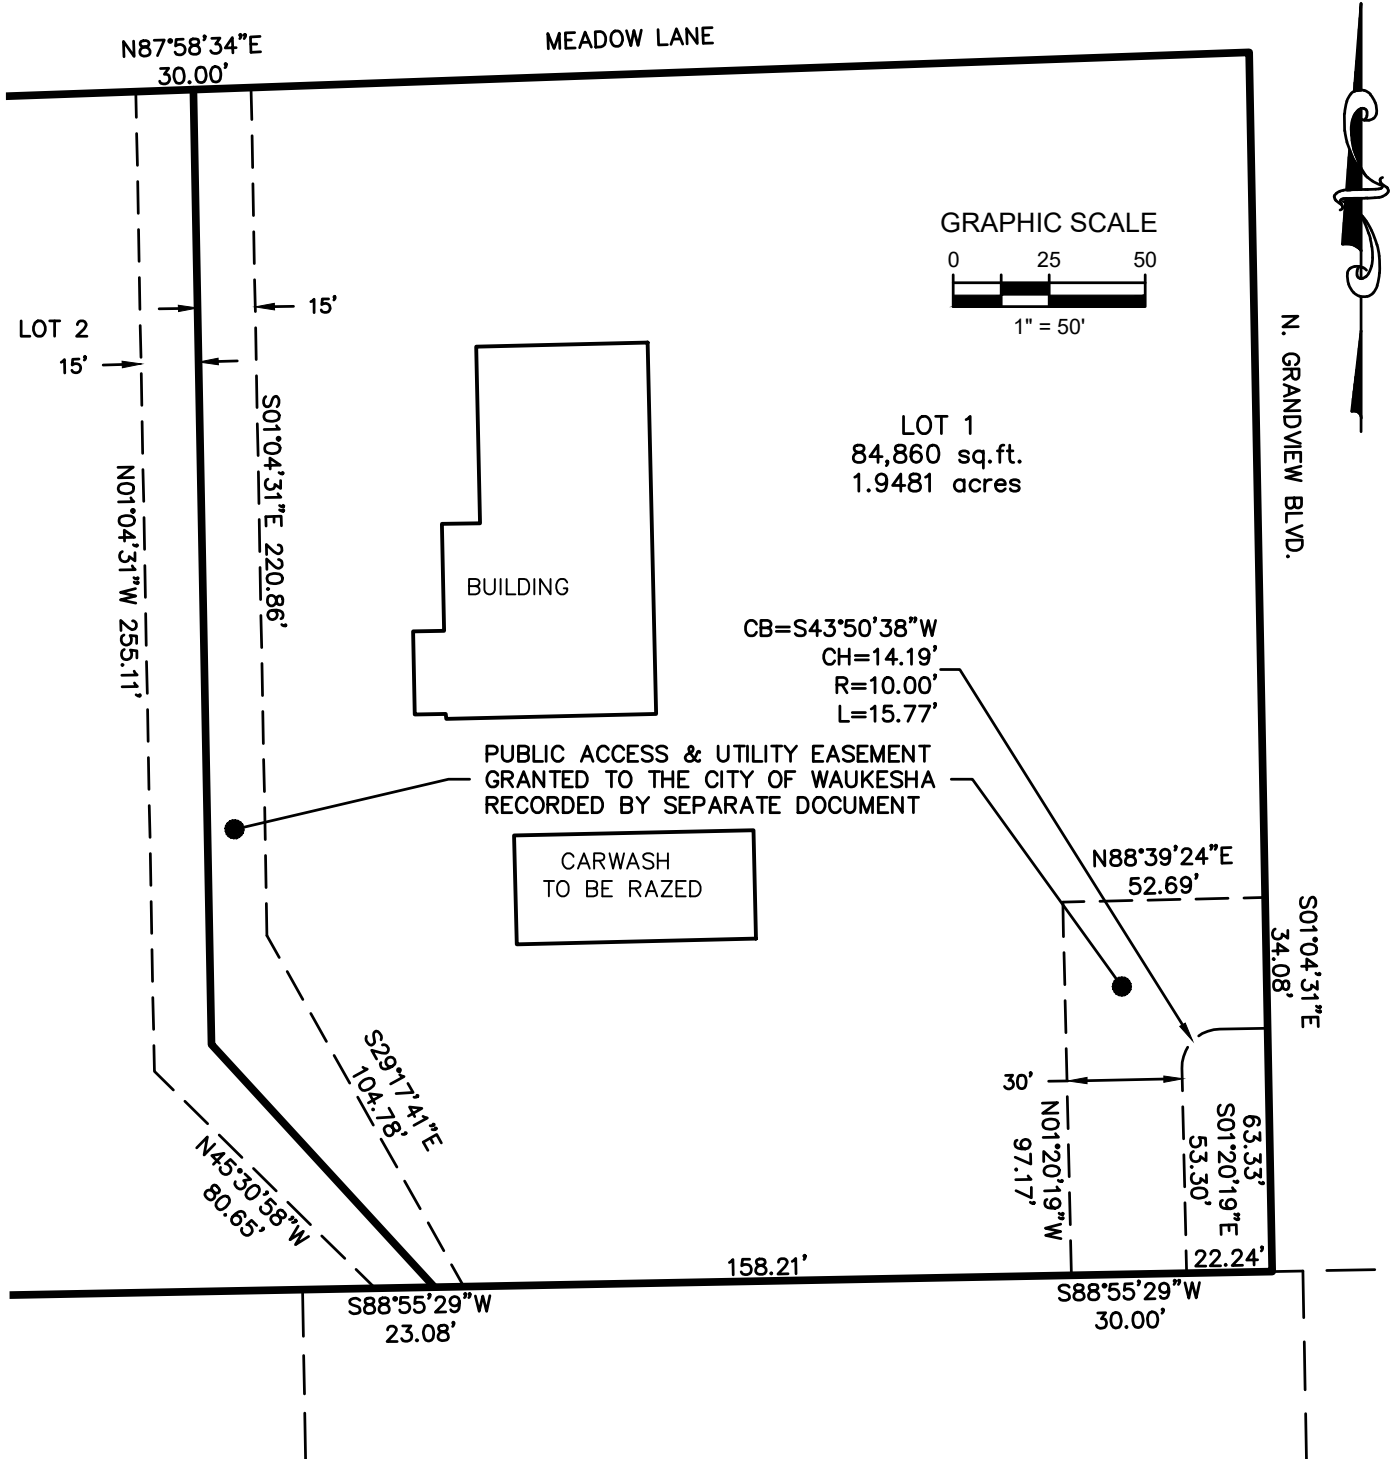 N87°58'34"E
30.00'
MEADOW LANE
GRAPHIC SCALE
0 25 50
1" = 50'
15'
LOT 2
15'
N. GRANDVIEW BLVD.
S01°04'31"E 220.86'
N01°04'31"W 255.11'
LOT 1
84,860 sq.ft.
1.9481 acres
BUILDING
CB=S43°50'38"W
CH=14.19'
R=10.00'
L=15.77'
PUBLIC ACCESS & UTILITY EASEMENT
GRANTED TO THE CITY OF WAUKESHA
RECORDED BY SEPARATE DOCUMENT
CARWASH
TO BE RAZED
N88°39'24"E
52.69'
S01°04'31"E
34.08'
S29°17'41"E
104.78'
30'
N01°20'19"W
97.17'
63.33'
S01°20'19"E
53.30'
N45°30'58"W
80.65'
158.21'
22.24'
S88°55'29"W
23.08'
S88°55'29"W
30.00'